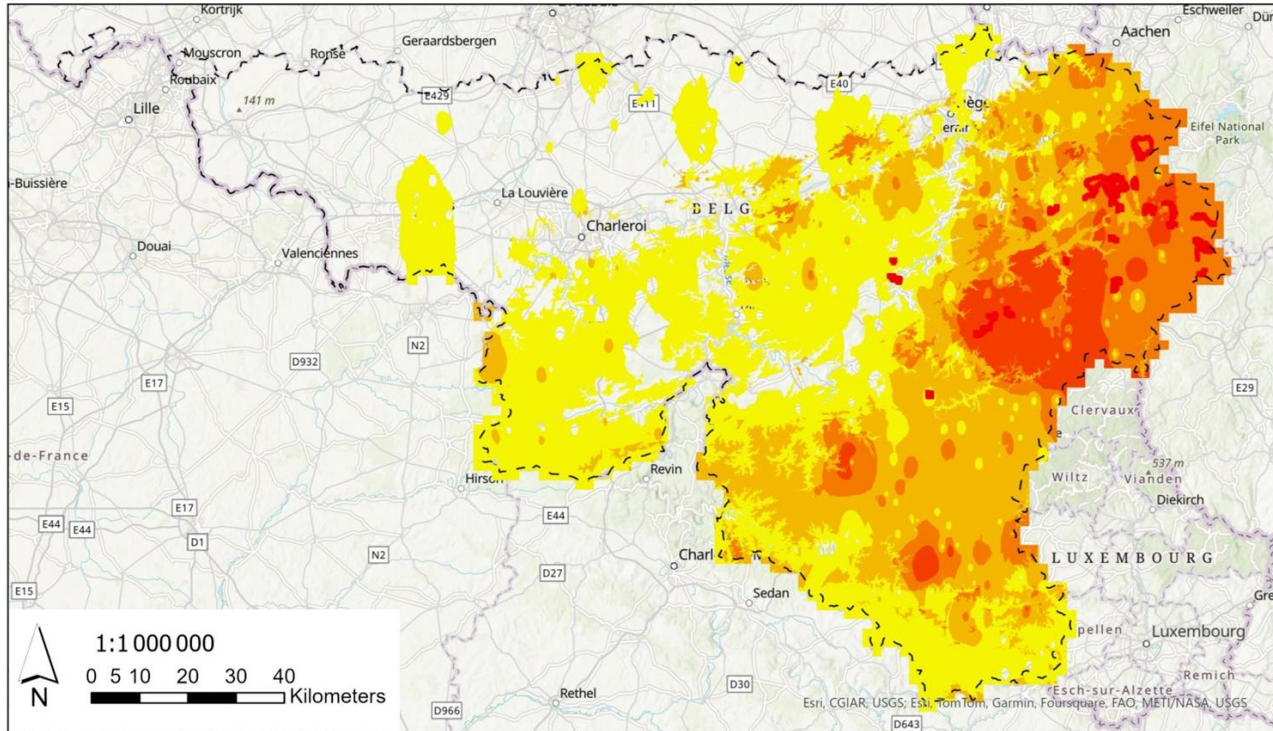 Kortrijk
Eschweiler
Geraardsbergen
Aachen
Mouscron
Ronse
Roubaix
E429
E411
E40
141 m
Lille
Eifel National
Park
La Louvière
BELG
Charleroi
Douai
Valenciennes
N2
D932
E17
E15
E29
Clervaux
537 m
Wiltz
Vianden
-de-France
Revin
Hirson
Diekirch
E44
E17
E44
E44
D1
N2
LUXEMBOURG
D27
E15
Sedan
Luxembourg
Remich
Rethel
D30
Esch-sur-Alzette
D966
D643
1:1 000 000
0 5 10 20 30 40
Kilometers
N
Esri, CGIAR, USGS; Esri, TomTom, Garmin, Foursquare, FAO, METI/NASA, USGS